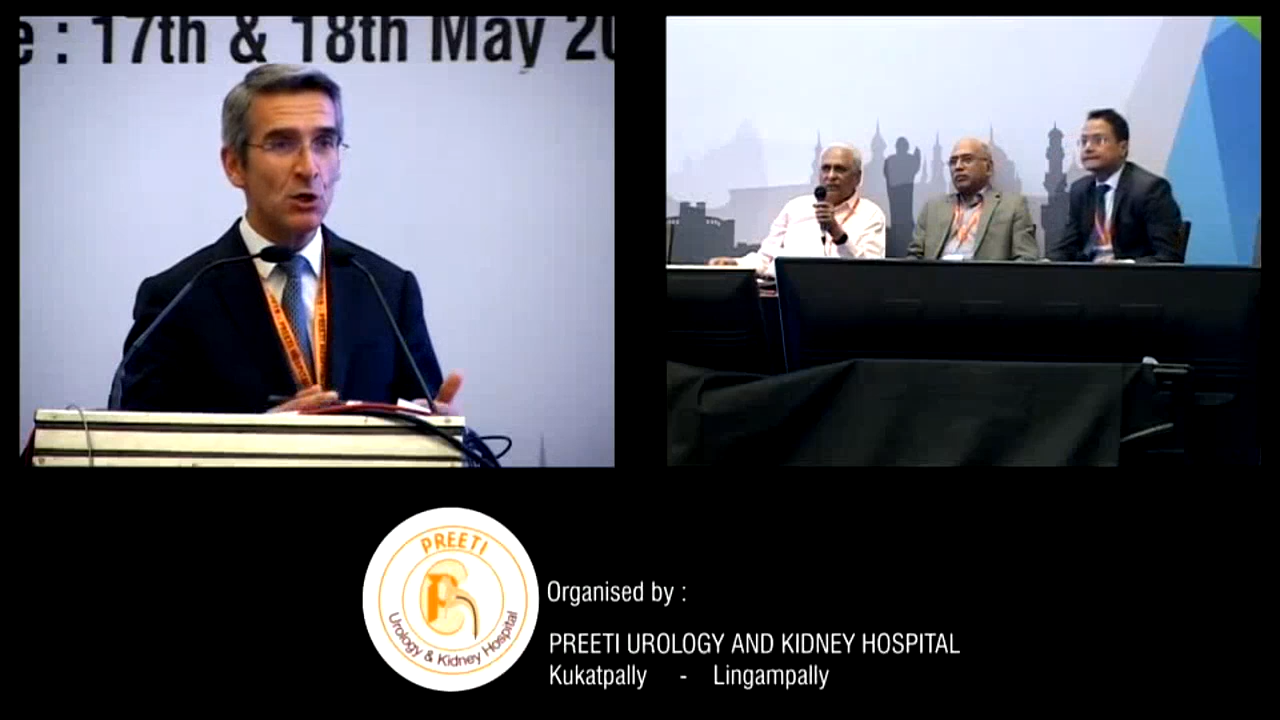 e : 17th & 18th May 20
PREETI
Urology & Kidney Hospital
Organised by :
PREETI UROLOGY AND KIDNEY HOSPITAL
Kukatpally - Lingampally